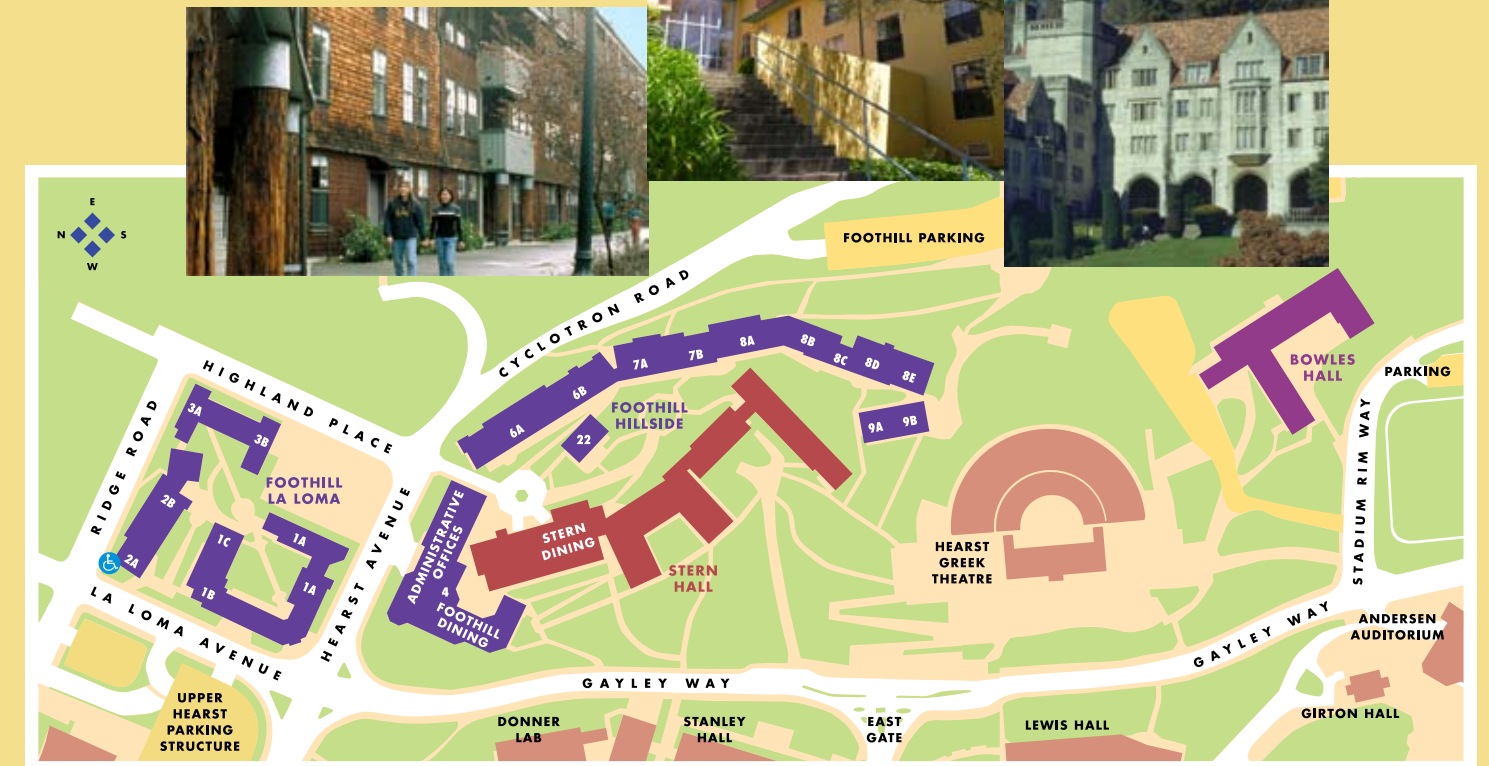 E
N
S
W
FOOTHILL PARKING
CYCLOTRON ROAD
HIGHLAND PLACE
RIDGE ROAD
3A
3B
FOOTHILL
LA LOMA
2B
2A
1C
1A
1A
1B
LA LOMA AVENUE
HEARST AVENUE
UPPER
HEARST
PARKING
STRUCTURE
6A
6B
7A
7B
8A
8B
8C
8D
8E
9A
9B
22
FOOTHILL
HILLSIDE
ADMINISTRATIVE
OFFICES
4
FOOTHILL
DINING
STERN
DINING
STERN
HALL
HEARST
GREEK
THEATRE
BOWLES
HALL
PARKING
STADIUM RIM WAY
GAYLEY WAY
GAYLEY WAY
ANDERSEN
AUDITORIUM
GIRTON HALL
DONNER
LAB
STANLEY
HALL
EAST
GATE
LEWIS HALL